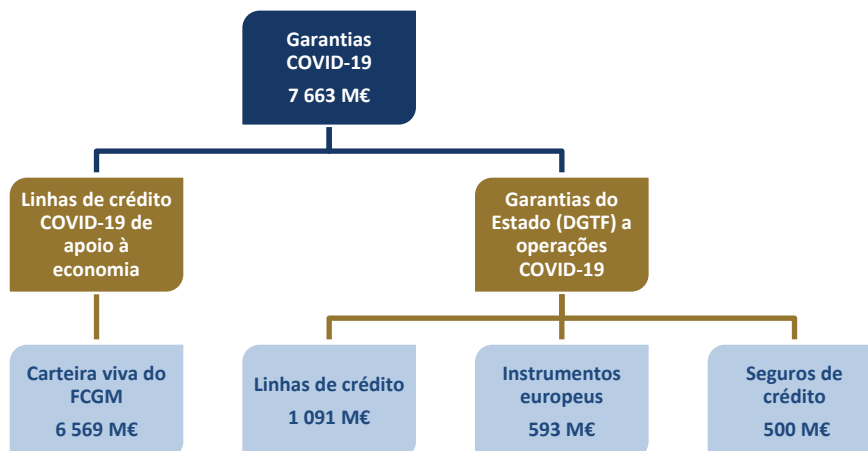 Garantias
COVID-19
7 663 M€
Linhas de crédito
COVID-19 de
apoio à
economia
Garantias do
Estado (DGTF) a
operações
COVID-19
Carteira viva do
FCGM
6 569 M€
Linhas de crédito
1 091 M€
Instrumentos
europeus
593 M€
Seguros de
crédito
500 M€